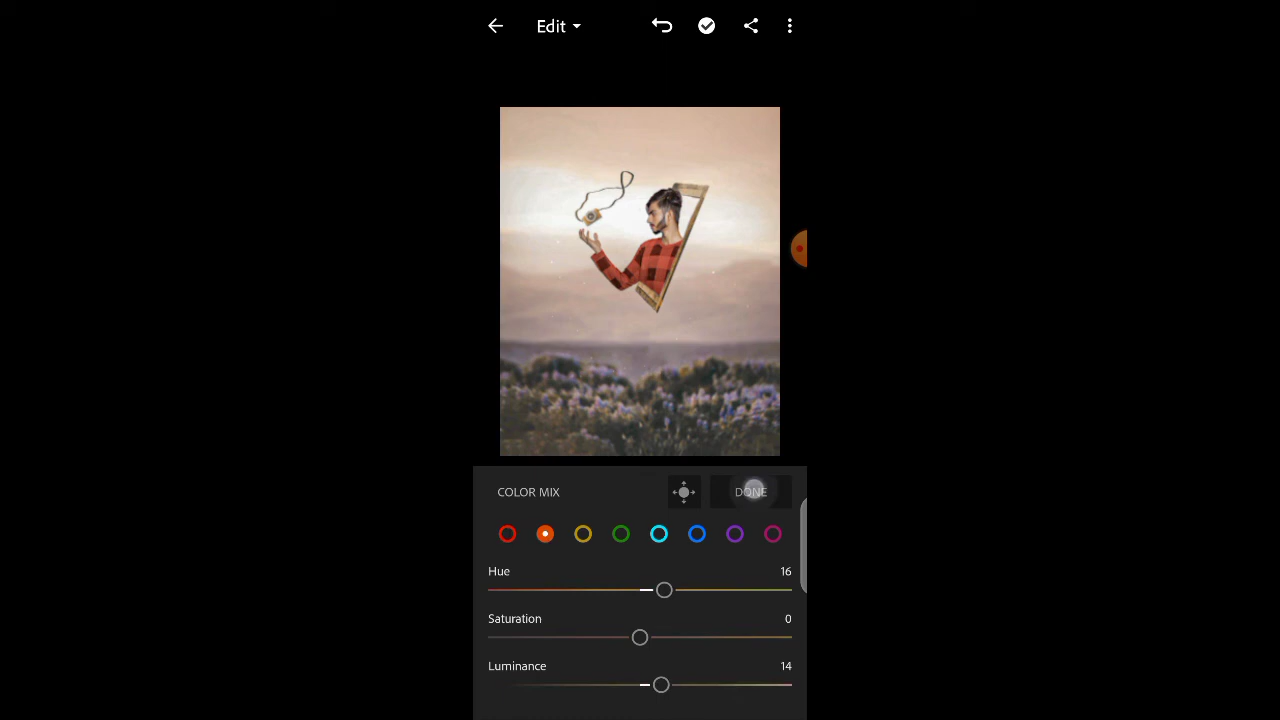 Edit
COLOR MIX
DONE
Hue 16
Saturation 0
Luminance 14